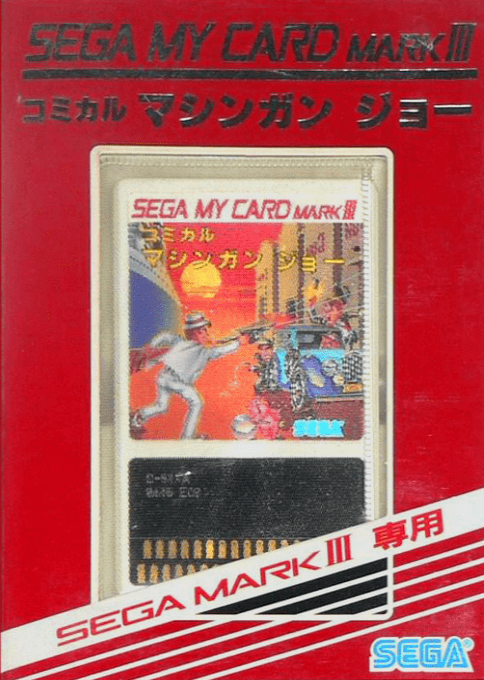 SEGA MY CARD MARK III
コミカル マシンガン ジョー
SEGA MY CARD MARK III
コミカル
マシンガン ジョー
SEGA
SEGA MARK III 専用
SEGA®